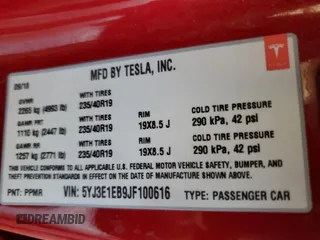 MFD BY TESLA, INC.
09/18
GVWR
2265 kg (4993 lb)
WITH TIRES
235/40R19
GAWR FRT
1110 kg (2447 lb)
WITH TIRES
235/40R19
RIM
19X8.5 J
COLD TIRE PRESSURE
290 kPa, 42 psi
GAWR RR
1257 kg (2771 lb)
WITH TIRES
235/40R19
RIM
19X8.5 J
COLD TIRE PRESSURE
290 kPa, 42 psi
THIS VEHICLE CONFORMS TO ALL APPLICABLE U.S. FEDERAL MOTOR VEHICLE SAFETY, BUMPER, AND
THEFT PREVENTION STANDARDS IN EFFECT ON THE DATE OF MANUFACTURE SHOWN ABOVE.
PNT: PPMR
VIN: 5YJ3E1EB9JF100616
TYPE: PASSENGER CAR
DREAMBID
TESLA